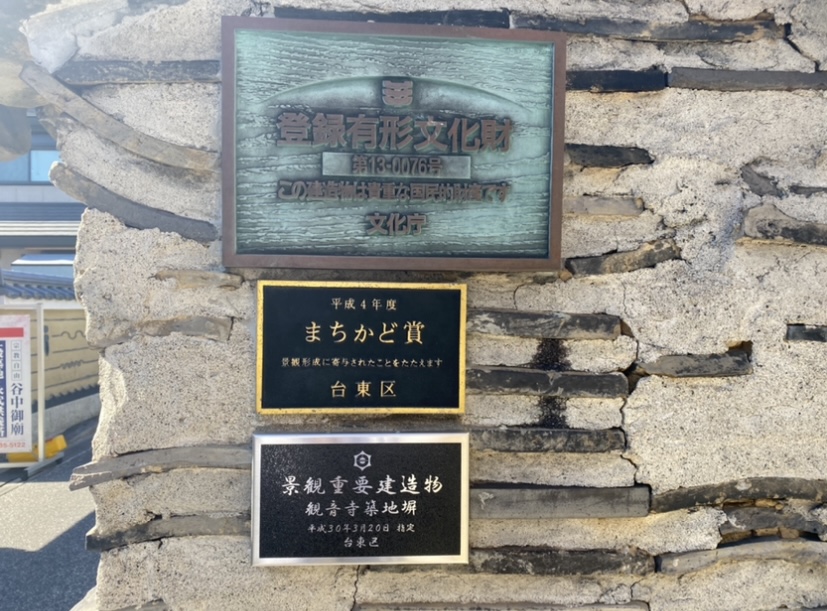 登録有形文化財
第13-0076号
この建造物は貴重な国民的財産です
文化庁
平成4年度
まちかど賞
景観形成に寄与されたことをたたえます
台東区
景観重要建造物
観音寺築地塀
平成30年3月20日 指定
台東区
宗教自由
谷中御廟